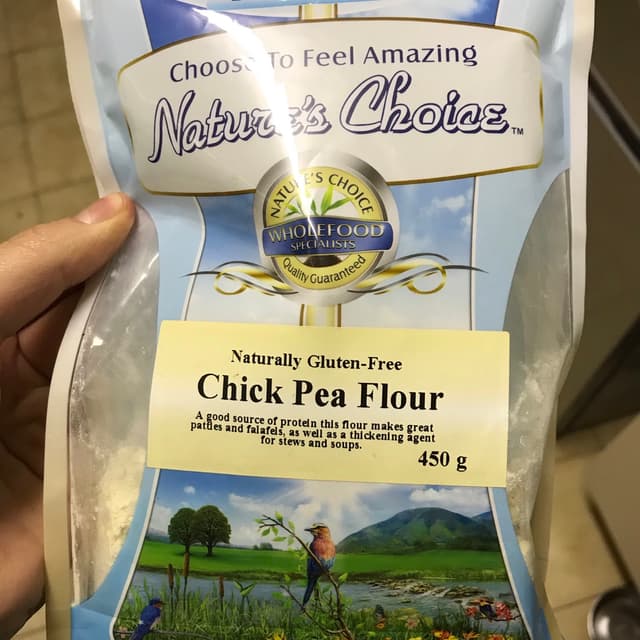 Choose To Feel Amazing
Nature's Choice™
NATURE'S CHOICE
WHOLEFOOD
SPECIALISTS
Quality Guaranteed
Naturally Gluten-Free
Chick Pea Flour
A good source of protein this flour makes great
patties and falafels, as well as a thickening agent
for stews and soups.
450 g